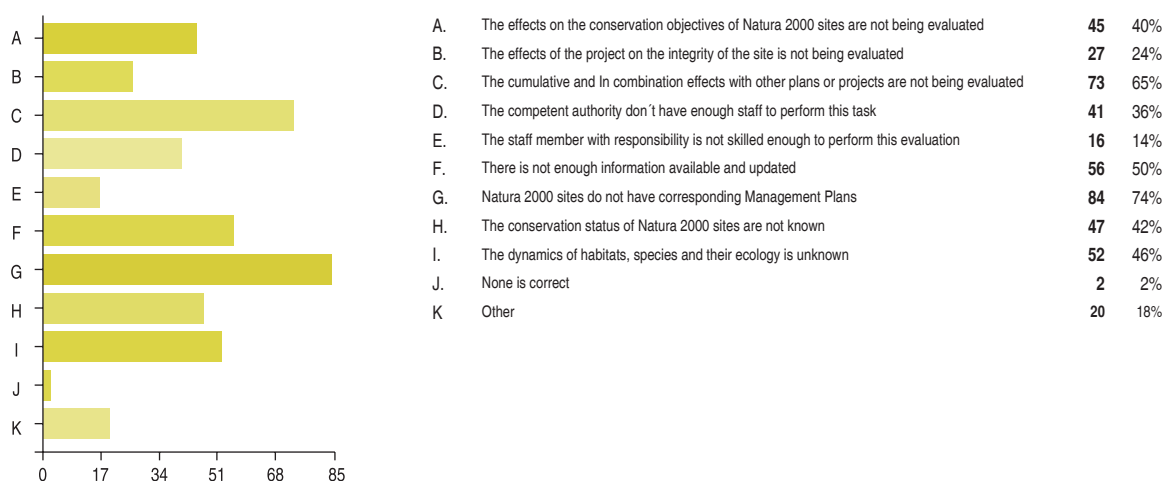 A
B
C
D
E
F
G
H
I
J
K
0 17 34 51 68 85
A. The effects on the conservation objectives of Natura 2000 sites are not being evaluated 45 40%
B. The effects of the project on the integrity of the site is not being evaluated 27 24%
C. The cumulative and In combination effects with other plans or projects are not being evaluated 73 65%
D. The competent authority don´t have enough staff to perform this task 41 36%
E. The staff member with responsibility is not skilled enough to perform this evaluation 16 14%
F. There is not enough information available and updated 56 50%
G. Natura 2000 sites do not have corresponding Management Plans 84 74%
H. The conservation status of Natura 2000 sites are not known 47 42%
I. The dynamics of habitats, species and their ecology is unknown 52 46%
J. None is correct 2 2%
K Other 20 18%